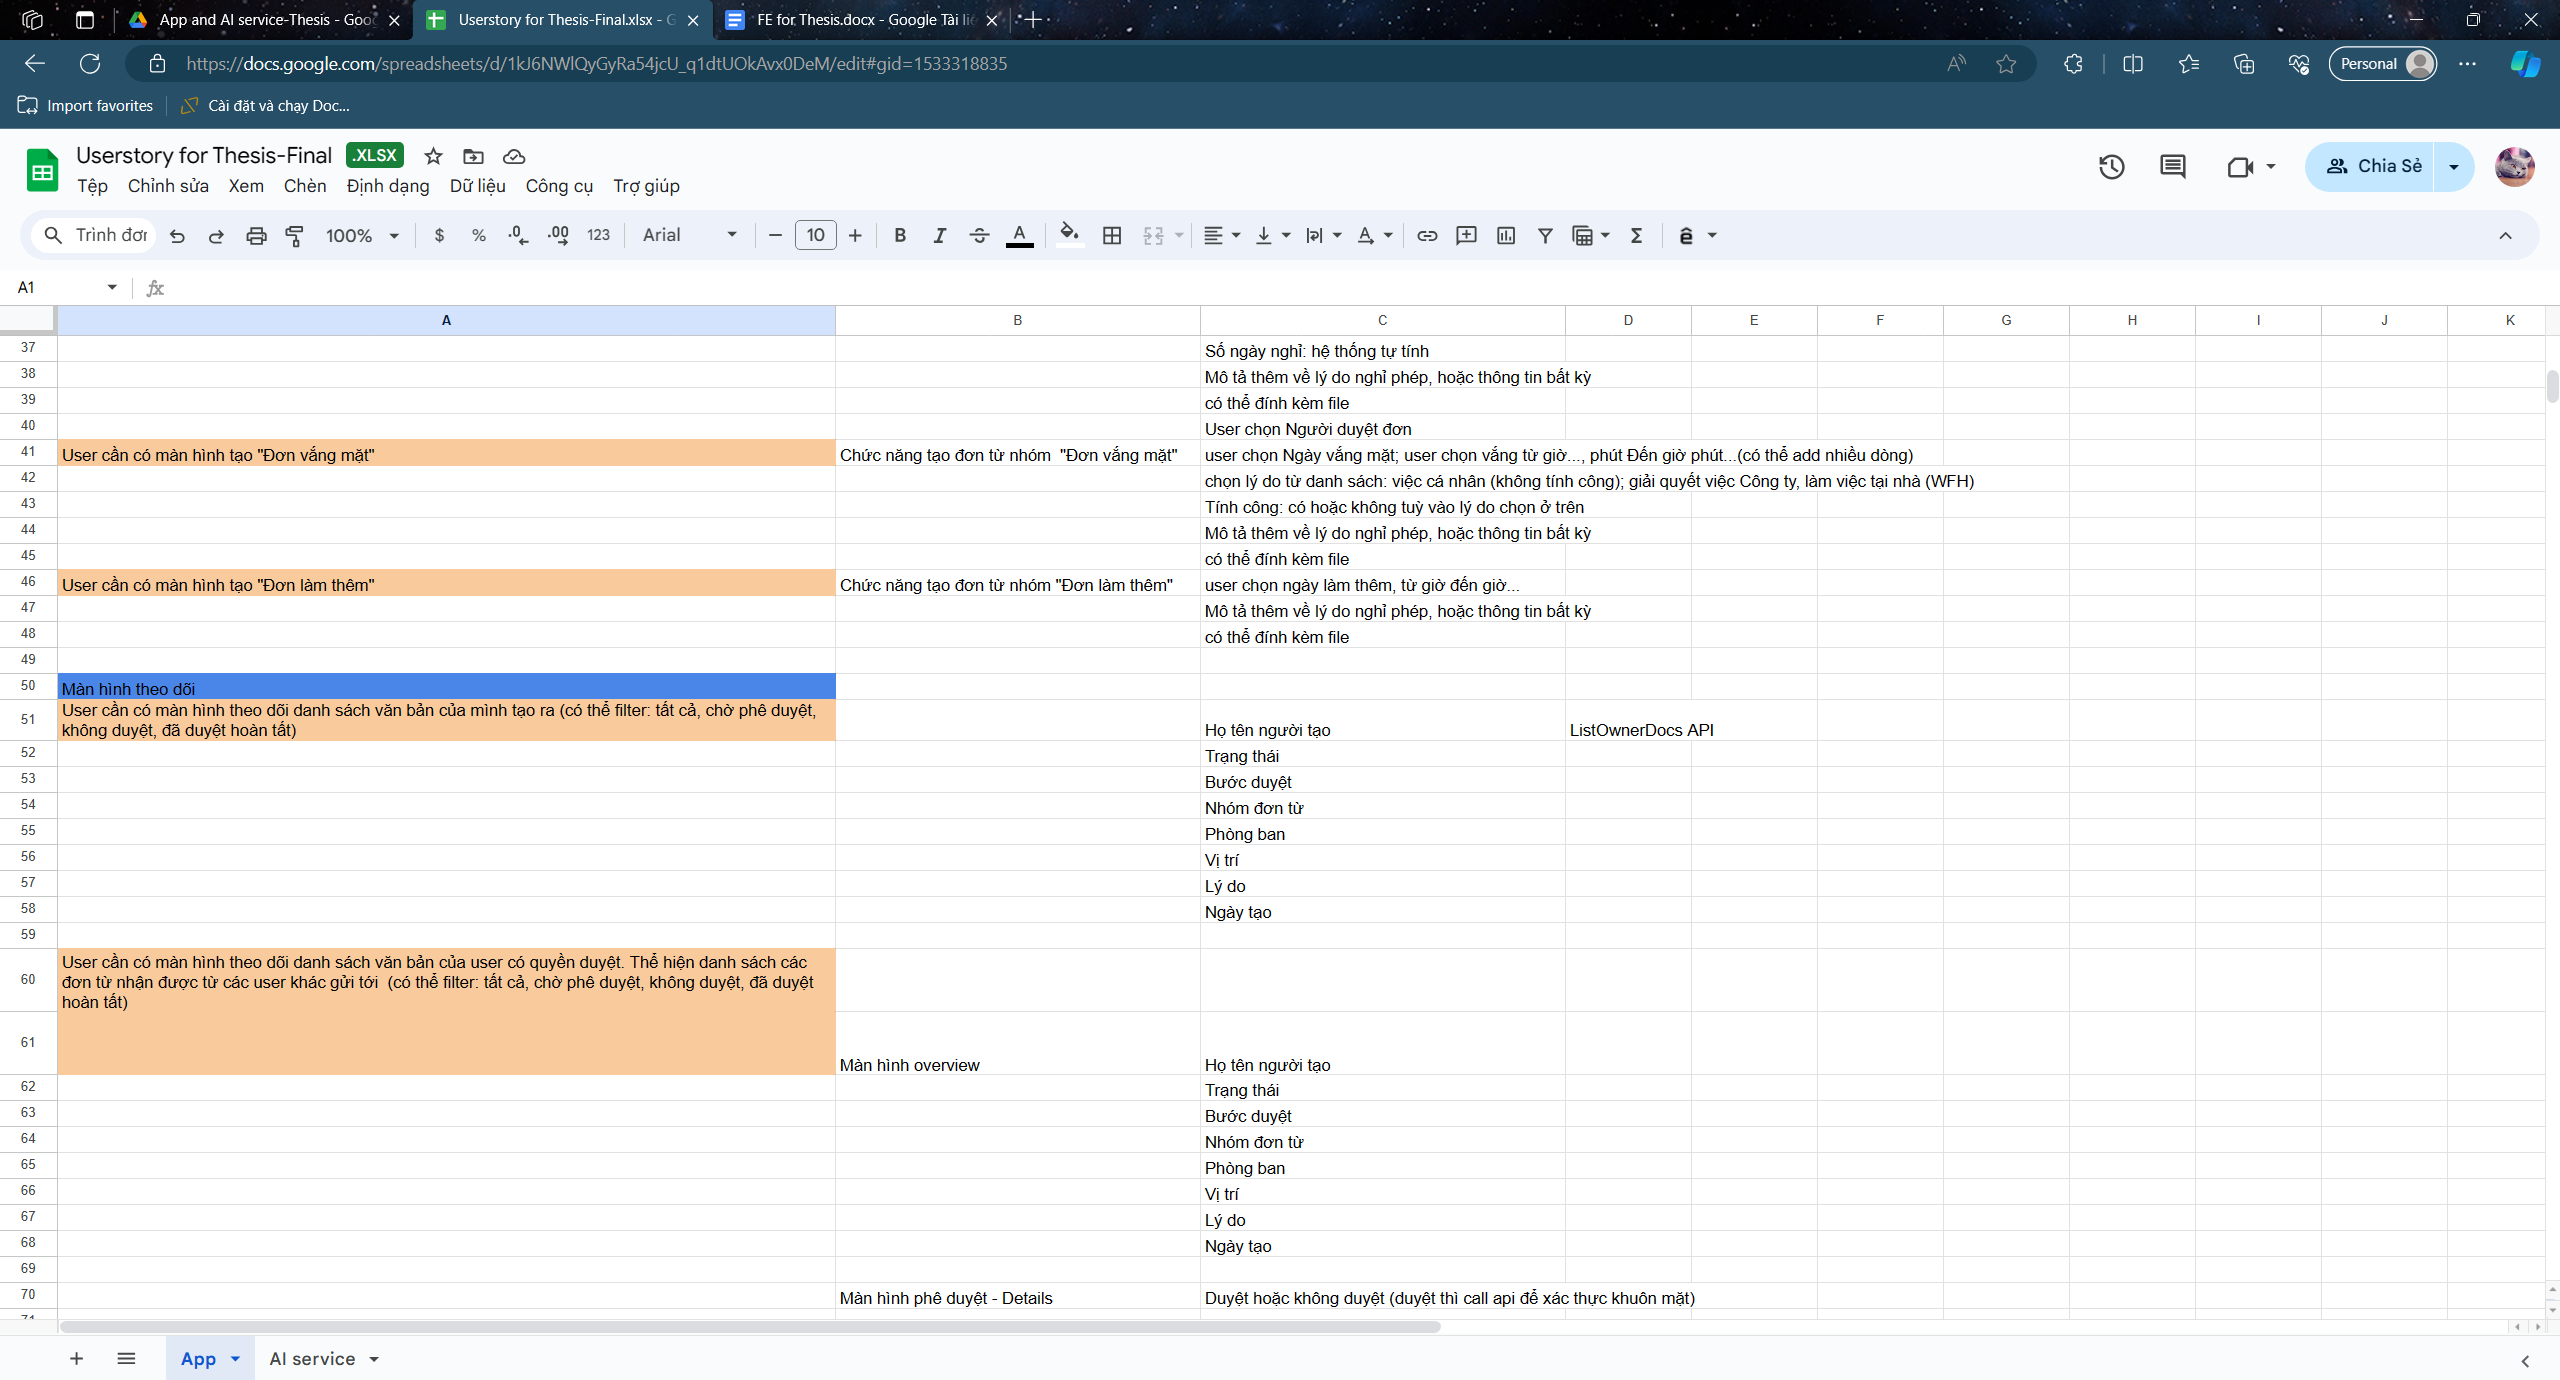 App and AI service-Thesis - Goo
Userstory for Thesis-Final.xlsx - G
FE for Thesis.docx - Google Tài liệ
https://docs.google.com/spreadsheets/d/1kJ6NWlQyGyRa54jcU_q1dtUOkAvx0DeM/edit#gid=1533318835
Personal
Import favorites
Cài đặt và chạy Doc...
Userstory for Thesis-Final .XLSX
Tệp Chỉnh sửa Xem Chèn Định dạng Dữ liệu Công cụ Trợ giúp
Chia Sẻ
Trình đơn 100% $ % .0 .00 123 Arial 10 B I A
A1 fx
A B C D E F G H I J K
37 Số ngày nghỉ: hệ thống tự tính
38 Mô tả thêm về lý do nghỉ phép, hoặc thông tin bất kỳ
39 có thể đính kèm file
40 User chọn Người duyệt đơn
41 User cần có màn hình tạo "Đơn vắng mặt" Chức năng tạo đơn từ nhóm  "Đơn vắng mặt" user chọn Ngày vắng mặt; user chọn vắng từ giờ..., phút Đến giờ phút...(có thể add nhiều dòng)
42 chọn lý do từ danh sách: việc cá nhân (không tính công); giải quyết việc Công ty, làm việc tại nhà (WFH)
43 Tính công: có hoặc không tuỳ vào lý do chọn ở trên
44 Mô tả thêm về lý do nghỉ phép, hoặc thông tin bất kỳ
45 có thể đính kèm file
46 User cần có màn hình tạo "Đơn làm thêm" Chức năng tạo đơn từ nhóm "Đơn làm thêm" user chọn ngày làm thêm, từ giờ đến giờ...
47 Mô tả thêm về lý do nghỉ phép, hoặc thông tin bất kỳ
48 có thể đính kèm file
49
50 Màn hình theo dõi
51 User cần có màn hình theo dõi danh sách văn bản của mình tạo ra (có thể filter: tất cả, chờ phê duyệt,
không duyệt, đã duyệt hoàn tất) Họ tên người tạo ListOwnerDocs API
52 Trạng thái
53 Bước duyệt
54 Nhóm đơn từ
55 Phòng ban
56 Vị trí
57 Lý do
58 Ngày tạo
59
60 User cần có màn hình theo dõi danh sách văn bản của user có quyền duyệt. Thể hiện danh sách các
đơn từ nhận được từ các user khác gửi tới  (có thể filter: tất cả, chờ phê duyệt, không duyệt, đã duyệt
hoàn tất)
61 Màn hình overview Họ tên người tạo
62 Trạng thái
63 Bước duyệt
64 Nhóm đơn từ
65 Phòng ban
66 Vị trí
67 Lý do
68 Ngày tạo
69
70 Màn hình phê duyệt - Details Duyệt hoặc không duyệt (duyệt thì call api để xác thực khuôn mặt)
71
App AI service